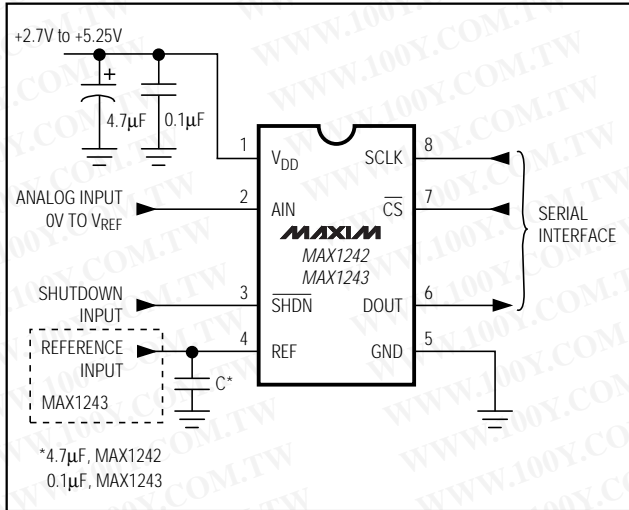 +2.7V to +5.25V
+
4.7μF
0.1μF
1
VDD
SCLK
8
ANALOG INPUT
0V TO VREF
2
AIN
CS
7
SERIAL
INTERFACE
MAXIM
MAX1242
MAX1243
SHUTDOWN
INPUT
3
SHDN
DOUT
6
REFERENCE
INPUT
4
REF
GND
5
C*
MAX1243
*4.7μF, MAX1242
0.1μF, MAX1243
WWW.100Y.COM.TW